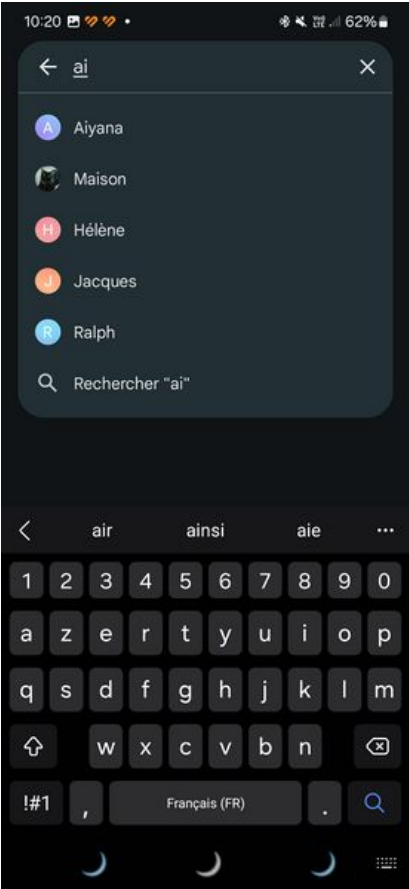 10:20 62%
ai
A Aiyana
Maison
H Hélène
J Jacques
R Ralph
Rechercher "ai"
air ainsi aie
1 2 3 4 5 6 7 8 9 0
a z e r t y u i o p
q s d f g h j k l m
w x c v b n
!#1 , Français (FR) .